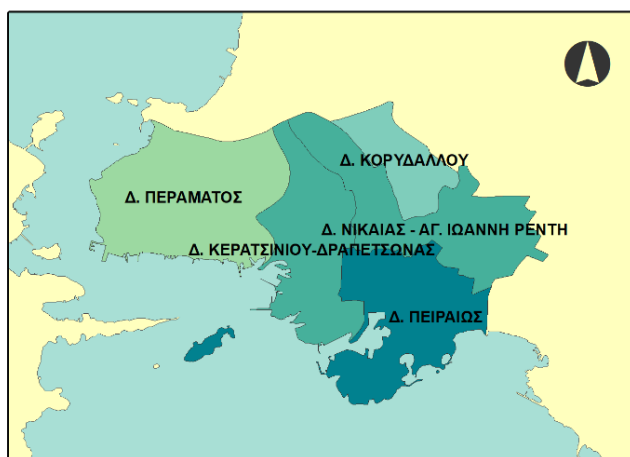 Δ. ΚΟΡΥΔΑΛΛΟΥ
Δ. ΠΕΡΑΜΑΤΟΣ
Δ. ΝΙΚΑΙΑΣ - ΑΓ. ΙΩΑΝΝΗ ΡΕΝΤΗ
Δ. ΚΕΡΑΤΣΙΝΙΟΥ-ΔΡΑΠΕΤΣΩΝΑΣ
Δ. ΠΕΙΡΑΙΩΣ